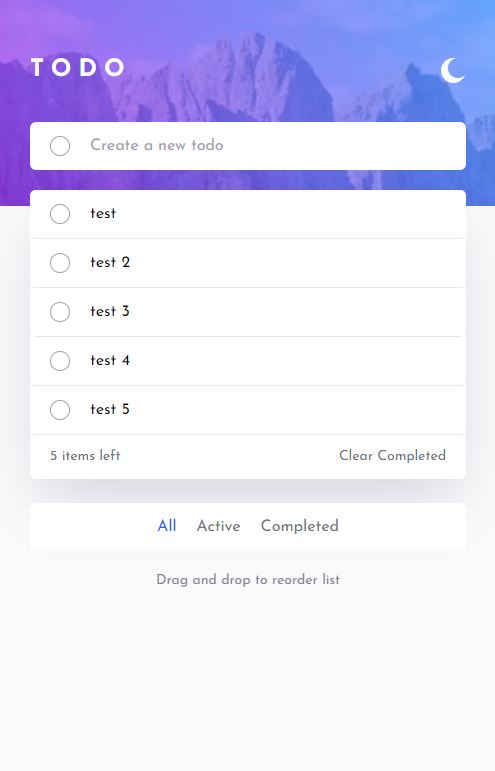 TODO
Create a new todo
test
test 2
test 3
test 4
test 5
5 items left Clear Completed
All Active Completed
Drag and drop to reorder list